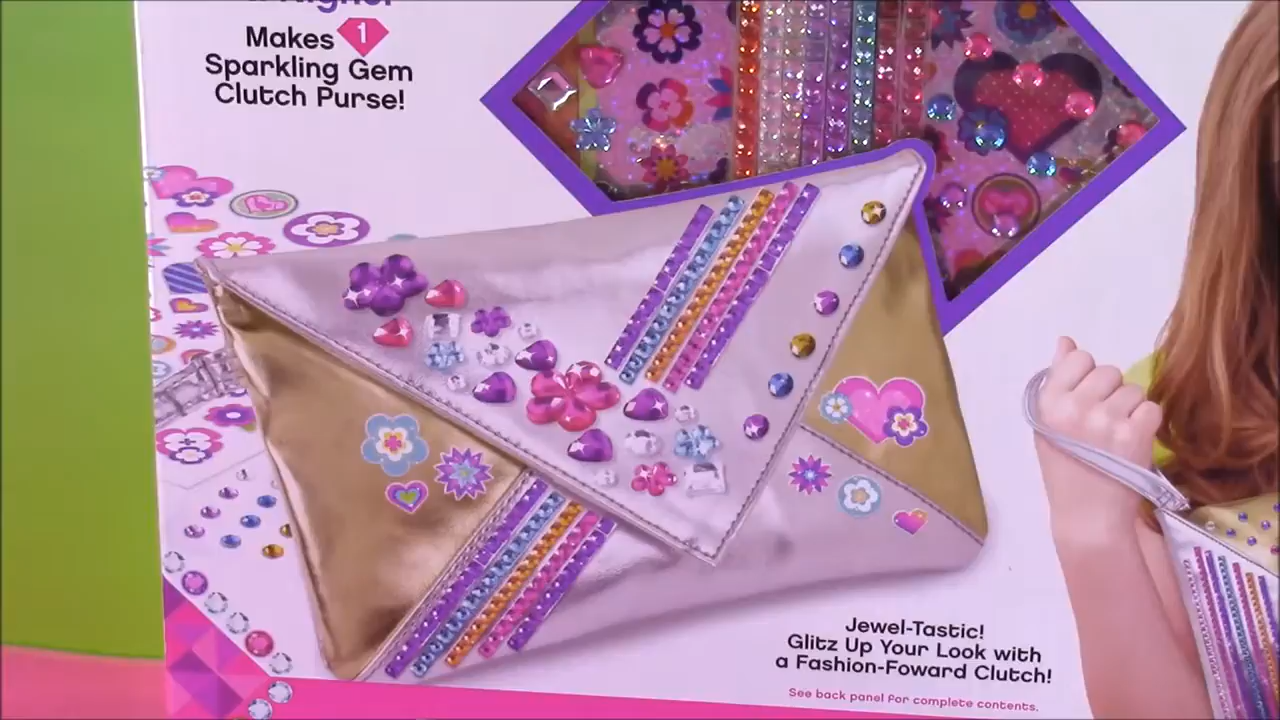 Makes 1
Sparkling Gem
Clutch Purse!
Jewel-Tastic!
Glitz Up Your Look with
a Fashion-Foward Clutch!
See back panel for complete contents.